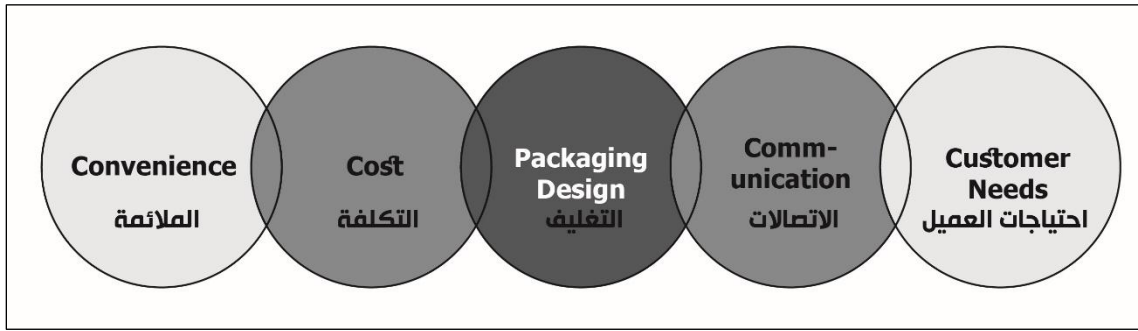 Convenience
الملائمة
Cost
التكلفة
Packaging
Design
التغليف
Comm-
unication
الاتصالات
Customer
Needs
احتياجات العميل